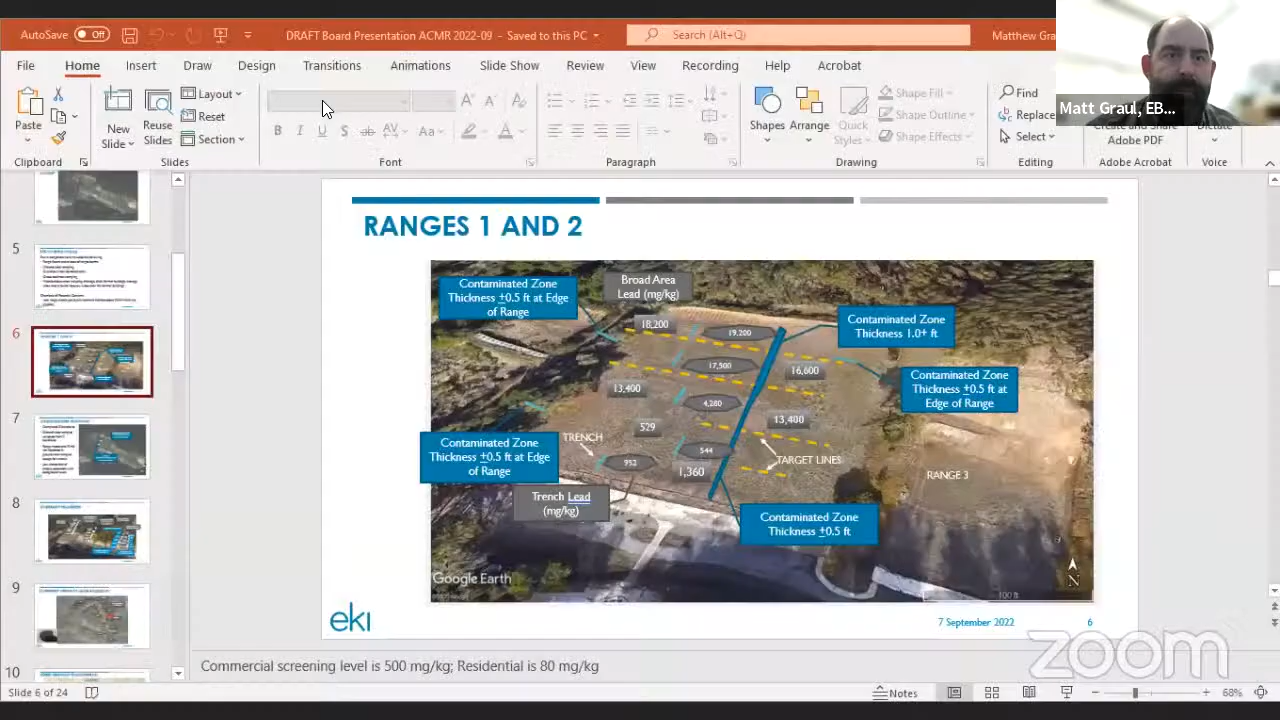 AutoSave Off
DRAFT Board Presentation ACMR 2022-09 - Saved to this PC
Search (Alt+Q)
Matthew Gra
Matt Graul, EB...
File Home Insert Draw Design Transitions Animations Slide Show Review View Recording Help Acrobat
Paste
New
Slide
Reuse
Slides
Layout
Reset
Section
Shapes
Arrange
Quick
Styles
Shape Fill
Shape Outline
Shape Effects
Find
Replace
Select
Create and Share
Adobe PDF
Dictate
Clipboard
Slides
Font
Paragraph
Drawing
Editing
Adobe Acrobat
Voice
5
6
7
8
9
10
RANGES 1 AND 2
Contaminated Zone
Thickness ±0.5 ft at Edge
of Range
Broad Area
Lead (mg/kg)
18,200
19,200
Contaminated Zone
Thickness 1.0+ ft
17,500
16,600
Contaminated Zone
Thickness ±0.5 ft at
Edge of Range
13,400
4,280
13,400
529
Contaminated Zone
Thickness ±0.5 ft at Edge
of Range
TRENCH
544
TARGET LINES
932
1,360
RANGE 3
Trench Lead
(mg/kg)
Contaminated Zone
Thickness ±0.5 ft
Google Earth
N
100 ft
eki
7 September 2022
6
zoom
Commercial screening level is 500 mg/kg; Residential is 80 mg/kg
Slide 6 of 24
Notes
68%